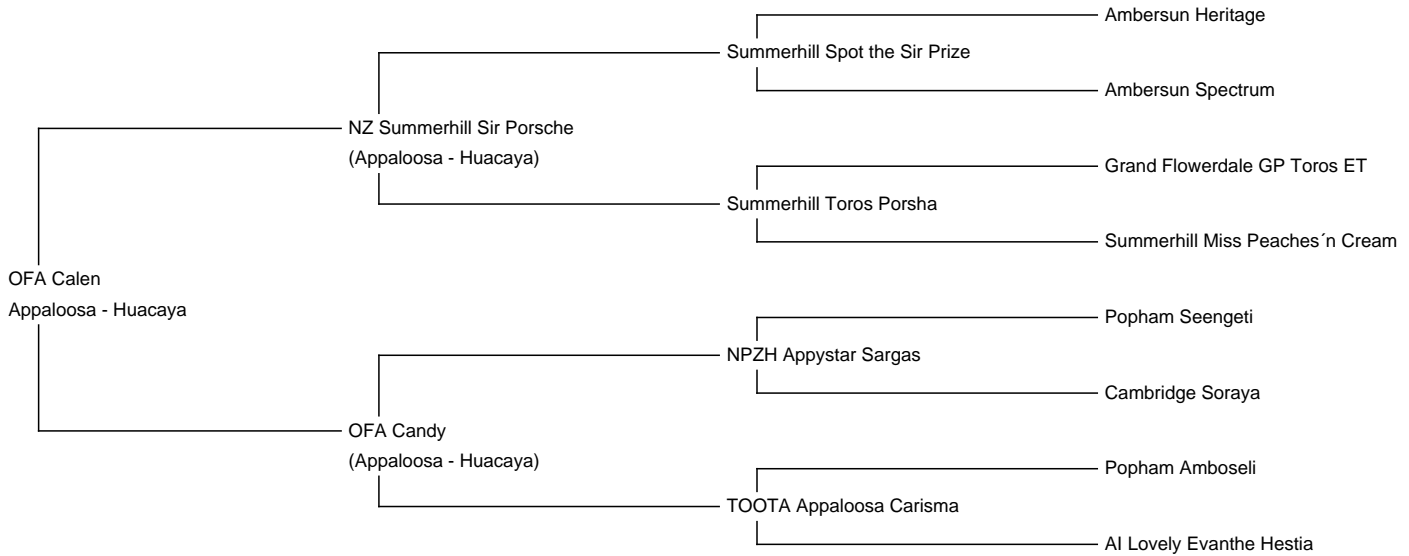 Ambersun Heritage
Summerhill Spot the Sir Prize
Ambersun Spectrum
NZ Summerhill Sir Porsche
(Appaloosa - Huacaya)
Grand Flowerdale GP Toros ET
Summerhill Toros Porsha
Summerhill Miss Peaches´n Cream
OFA Calen
Appaloosa - Huacaya
Popham Seengeti
NPZH Appystar Sargas
Cambridge Soraya
OFA Candy
(Appaloosa - Huacaya)
Popham Amboseli
TOOTA Appaloosa Carisma
AI Lovely Evanthe Hestia